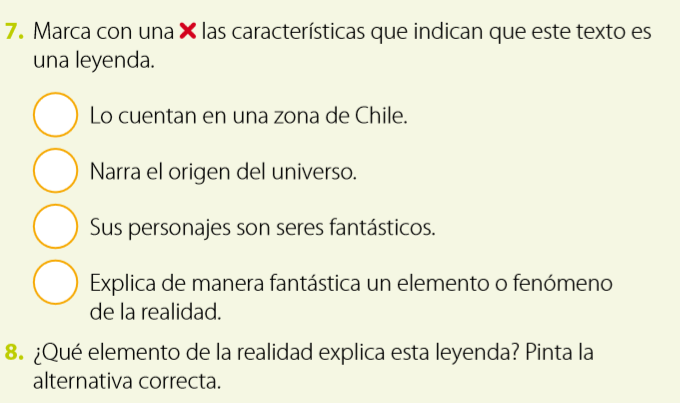 7. Marca con una ✗ las características que indican que este texto es
una leyenda.
Lo cuentan en una zona de Chile.
Narra el origen del universo.
Sus personajes son seres fantásticos.
Explica de manera fantástica un elemento o fenómeno
de la realidad.
8. ¿Qué elemento de la realidad explica esta leyenda? Pinta la
alternativa correcta.